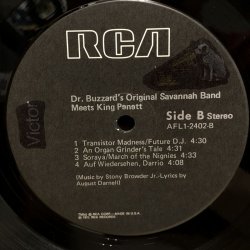 RCA
Victor
Dr. Buzzard's Original Savannah Band
Meets King Penett
Side B Stereo
AFL1-2402-B
1 Transistor Madness/Future D.J. 4:30
2 An Organ Grinder's Tale 4:31
3 Soraya/March of the Nignies 4:33
4 Auf Wiedersehen, Darrio 4:08
(Music by Stony Browder Jr.-Lyrics by
August Darnell)